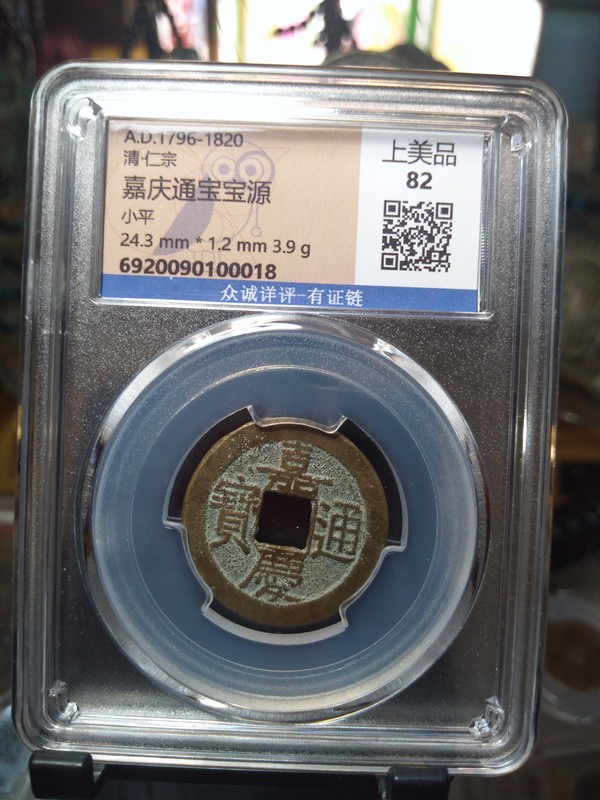 A.D.1796-1820
清·仁宗
嘉庆通宝宝源
小平
24.3 mm * 1.2 mm 3.9 g
6920090100018
上美品
82
众诚评评-有证链
嘉慶通寶